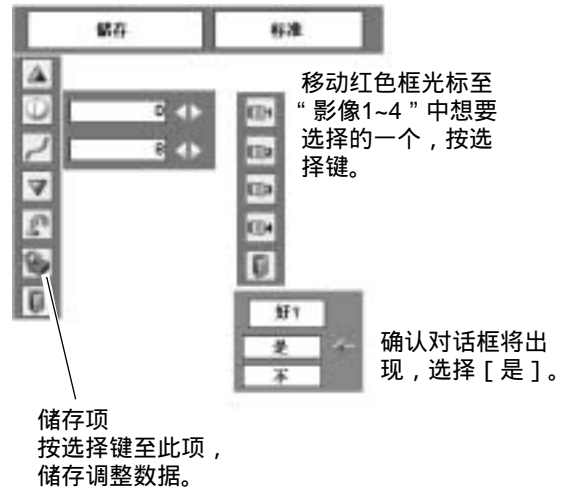 储存 标准
移动红色框光标至
“影像1~4”中想要
选择的一个，按选
择键。
0
8
好?
是
不
确认对话框将出
现，选择［是］。
储存项
按选择键至此项，
储存调整数据。